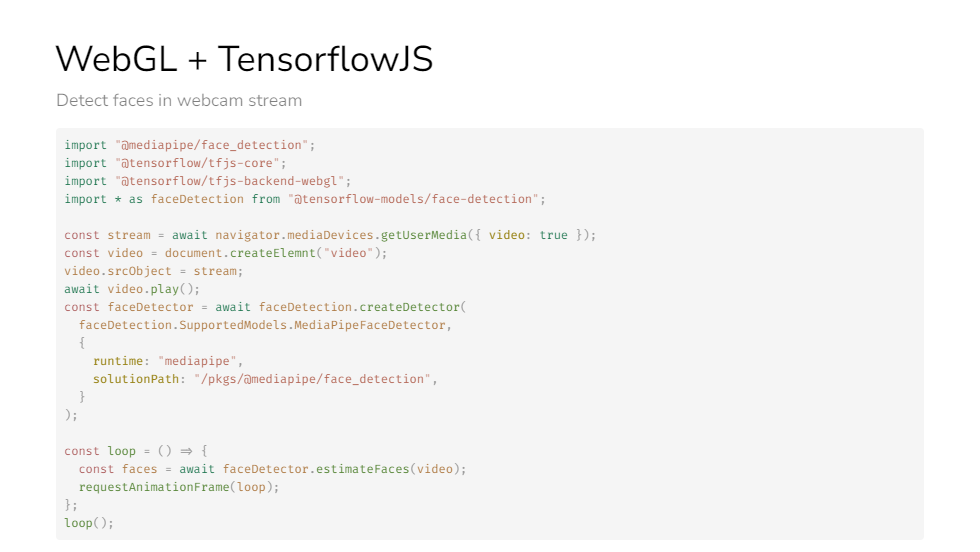 WebGL + TensorflowJS
Detect faces in webcam stream
import "@mediapipe/face_detection";
import "@tensorflow/tfjs-core";
import "@tensorflow/tfjs-backend-webgl";
import * as faceDetection from "@tensorflow-models/face-detection";
const stream = await navigator.mediaDevices.getUserMedia({ video: true });
const video = document.createElemnt("video");
video.srcObject = stream;
await video.play();
const faceDetector = await faceDetection.createDetector(
  faceDetection.SupportedModels.MediaPipeFaceDetector,
  {
    runtime: "mediapipe",
    solutionPath: "/pkgs/@mediapipe/face_detection",
  }
);
const loop = () ⇒ {
  const faces = await faceDetector.estimateFaces(video);
  requestAnimationFrame(loop);
};
loop();